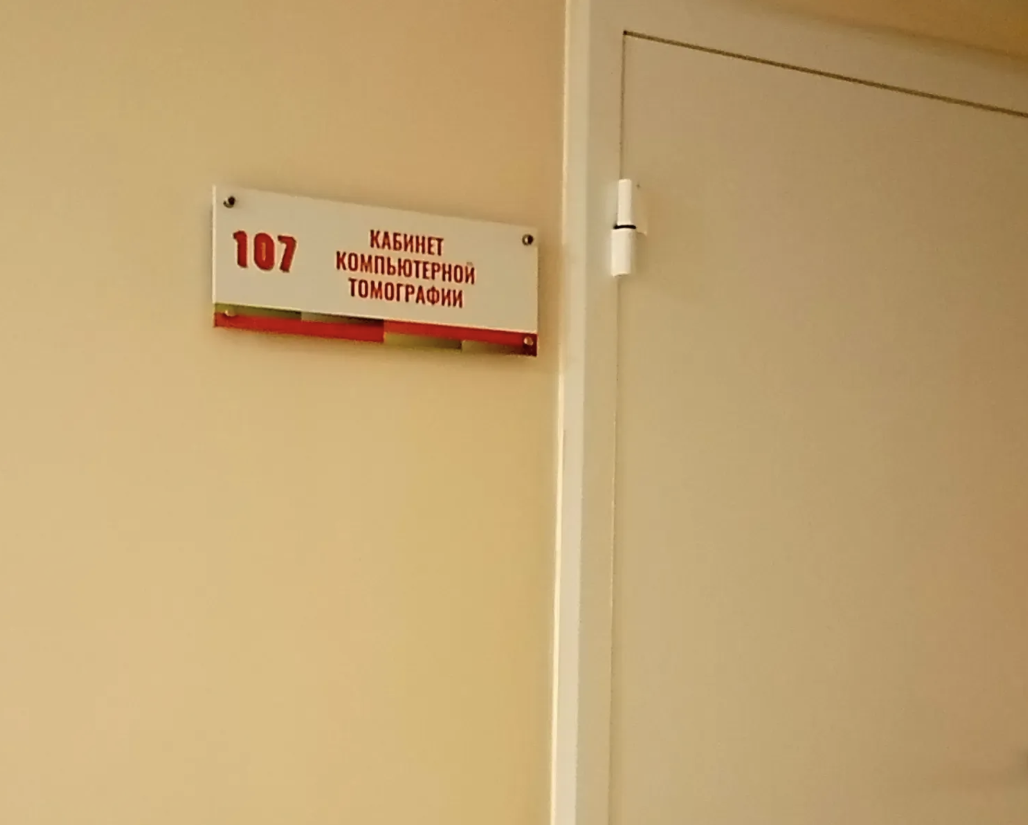 107
КАБИНЕТ
КОМПЬЮТЕРНОЙ
ТОМОГРАФИИ